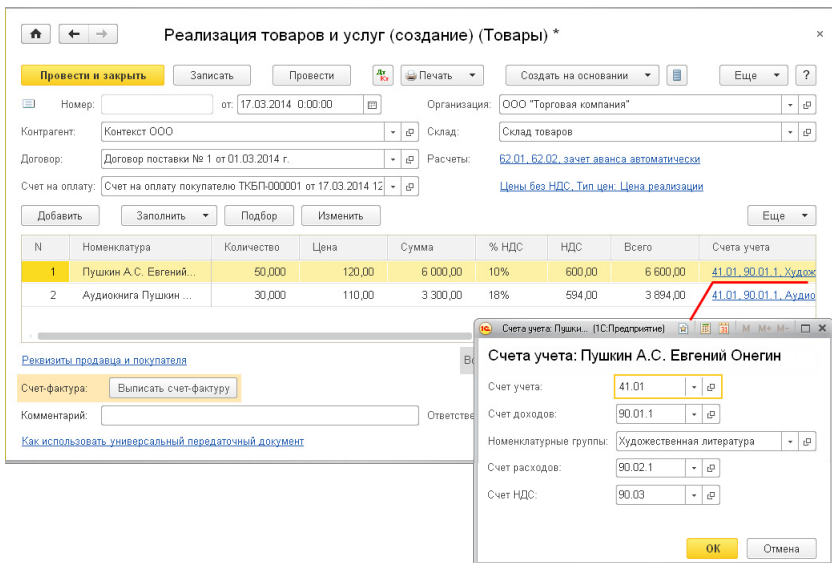 Реализация товаров и услуг (создание) (Товары) *
Провести и закрыть Записать Провести Дт Кт Печать Создать на основании Еще ?
Номер: от: 17.03.2014 0:00:00 Организация: ООО "Торговая компания"
Контрагент: Контекст ООО Склад: Склад товаров
Договор: Договор поставки № 1 от 01.03.2014 г. Расчеты: 62.01, 62.02, зачет аванса автоматически
Счет на оплату: Счет на оплату покупателю ТКБП-000001 от 17.03.2014 12 Цены без НДС, Тип цен: Цена реализации
Добавить Заполнить Подбор Изменить Еще
N Номенклатура Количество Цена Сумма % НДС НДС Всего Счета учета
1 Пушкин А.С. Евгений... 50,000 120,00 6 000,00 10% 600,00 6 600,00 41.01, 90.01.1, Худож
2 Аудиокнига Пушкин ... 30,000 110,00 3 300,00 18% 594,00 3 894,00 41.01, 90.01.1, Аудио
Реквизиты продавца и покупателя Вс
Счет-фактура: Выписать счет-фактуру
Комментарий: Ответстве
Как использовать универсальный передаточный документ
1С Счета учета: Пушки... (1С:Предприятие) 31 M M+ M-
Счета учета: Пушкин А.С. Евгений Онегин
Счет учета: 41.01
Счет доходов: 90.01.1
Номенклатурные группы: Художественная литература
Счет расходов: 90.02.1
Счет НДС: 90.03
ОК Отмена